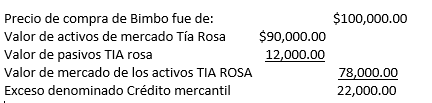 Precio de compra de Bimbo fue de: $100,000.00
Valor de activos de mercado Tía Rosa $90,000.00
Valor de pasivos TIA rosa 12,000.00
Valor de mercado de los activos TIA ROSA 78,000.00
Exceso denominado Crédito mercantil 22,000.00